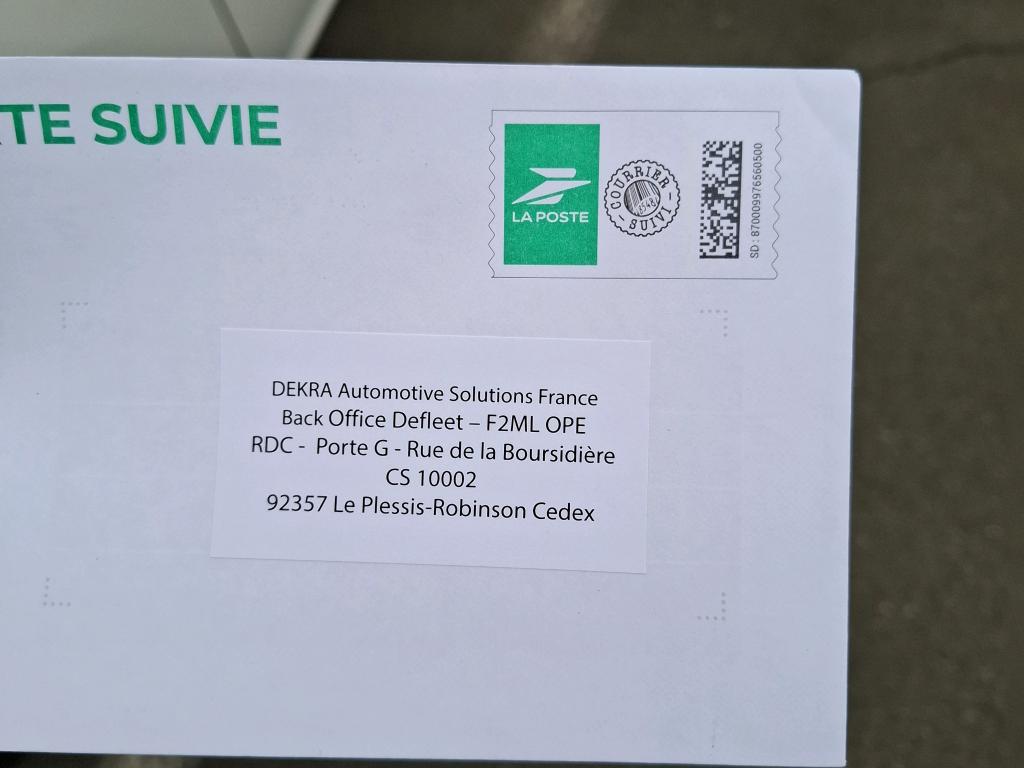 TE SUIVIE
LA POSTE
COURRIER
SUIVI
SD : 870009976560500
DEKRA Automotive Solutions France
Back Office Defleet – F2ML OPE
RDC - Porte G - Rue de la Boursidière
CS 10002
92357 Le Plessis-Robinson Cedex